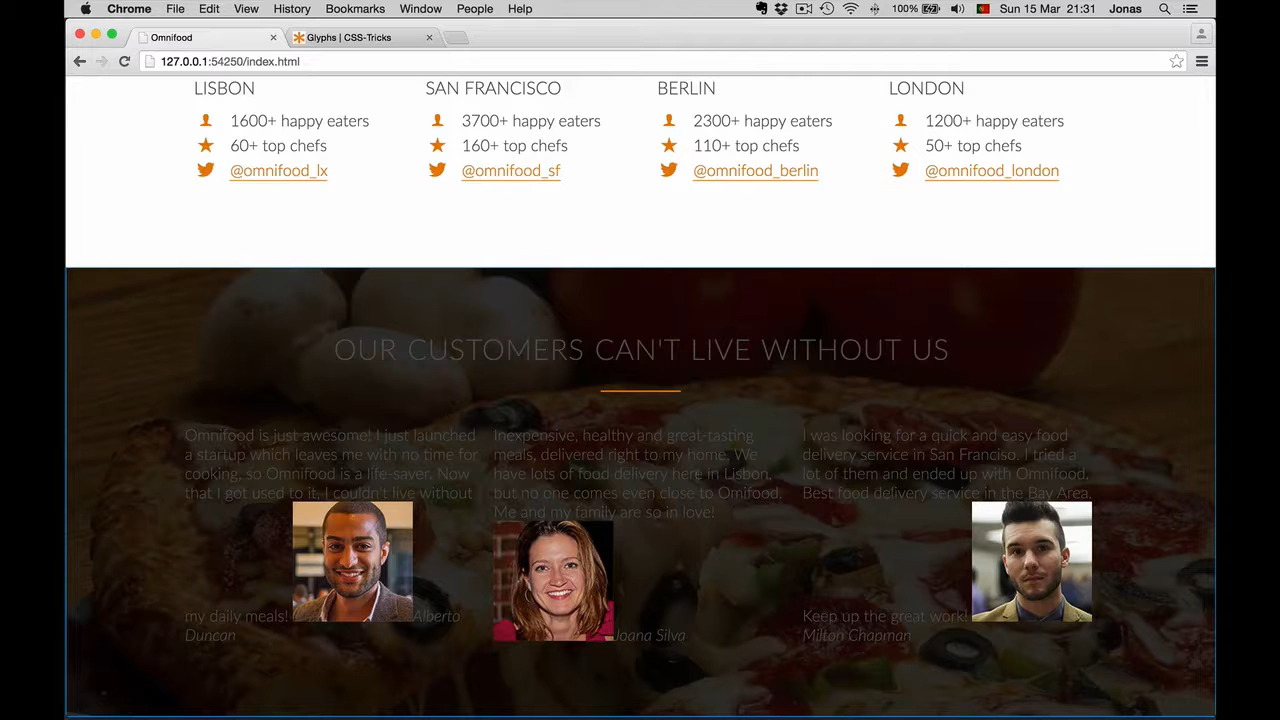 Chrome File Edit View History Bookmarks Window People Help 100% Sun 15 Mar 21:31 Jonas
Omnifood Glyphs | CSS-Tricks
127.0.0.1:54250/index.html
LISBON SAN FRANCISCO BERLIN LONDON
1600+ happy eaters 3700+ happy eaters 2300+ happy eaters 1200+ happy eaters
60+ top chefs 160+ top chefs 110+ top chefs 50+ top chefs
@omnifood_lx @omnifood_sf @omnifood_berlin @omnifood_london
OUR CUSTOMERS CAN'T LIVE WITHOUT US
Omnifood is just awesome! I just launched
a startup which leaves me with no time for
cooking, so Omnifood is a life-saver. Now
that I got used to it, I couldn't live without
my daily meals! Alberto
Duncan
Inexpensive, healthy and great-tasting
meals, delivered right to my home. We
have lots of food delivery here in Lisbon,
but no one comes even close to Omifood.
Me and my family are so in love!
Joana Silva
I was looking for a quick and easy food
delivery service in San Franciso. I tried a
lot of them and ended up with Omnifood.
Best food delivery service in the Bay Area.
Keep up the great work!
Milton Chapman